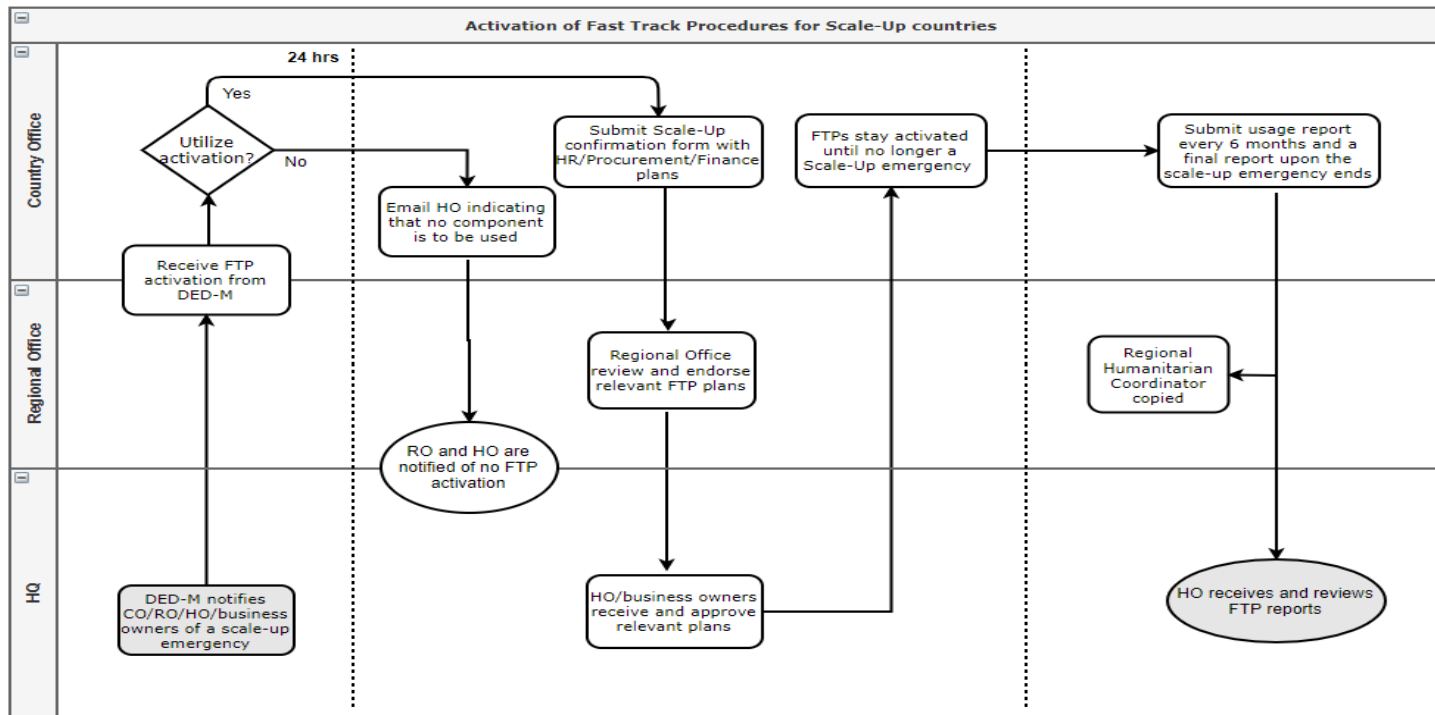 Activation of Fast Track Procedures for Scale-Up countries
Country Office
24 hrs
Yes
Utilize
activation?
No
Receive FTP
activation from
DED-M
Email HO indicating
that no component
is to be used
Submit Scale-Up
confirmation form with
HR/Procurement/Finance
plans
FTPs stay activated
until no longer a
Scale-Up emergency
Submit usage report
every 6 months and a
final report upon the
scale-up emergency ends
Regional Office
RO and HO are
notified of no FTP
activation
Regional Office
review and endorse
relevant FTP plans
Regional
Humanitarian
Coordinator
copied
HQ
DED-M notifies
CO/RO/HO/business
owners of a scale-up
emergency
HO/business owners
receive and approve
relevant plans
HO receives and reviews
FTP reports